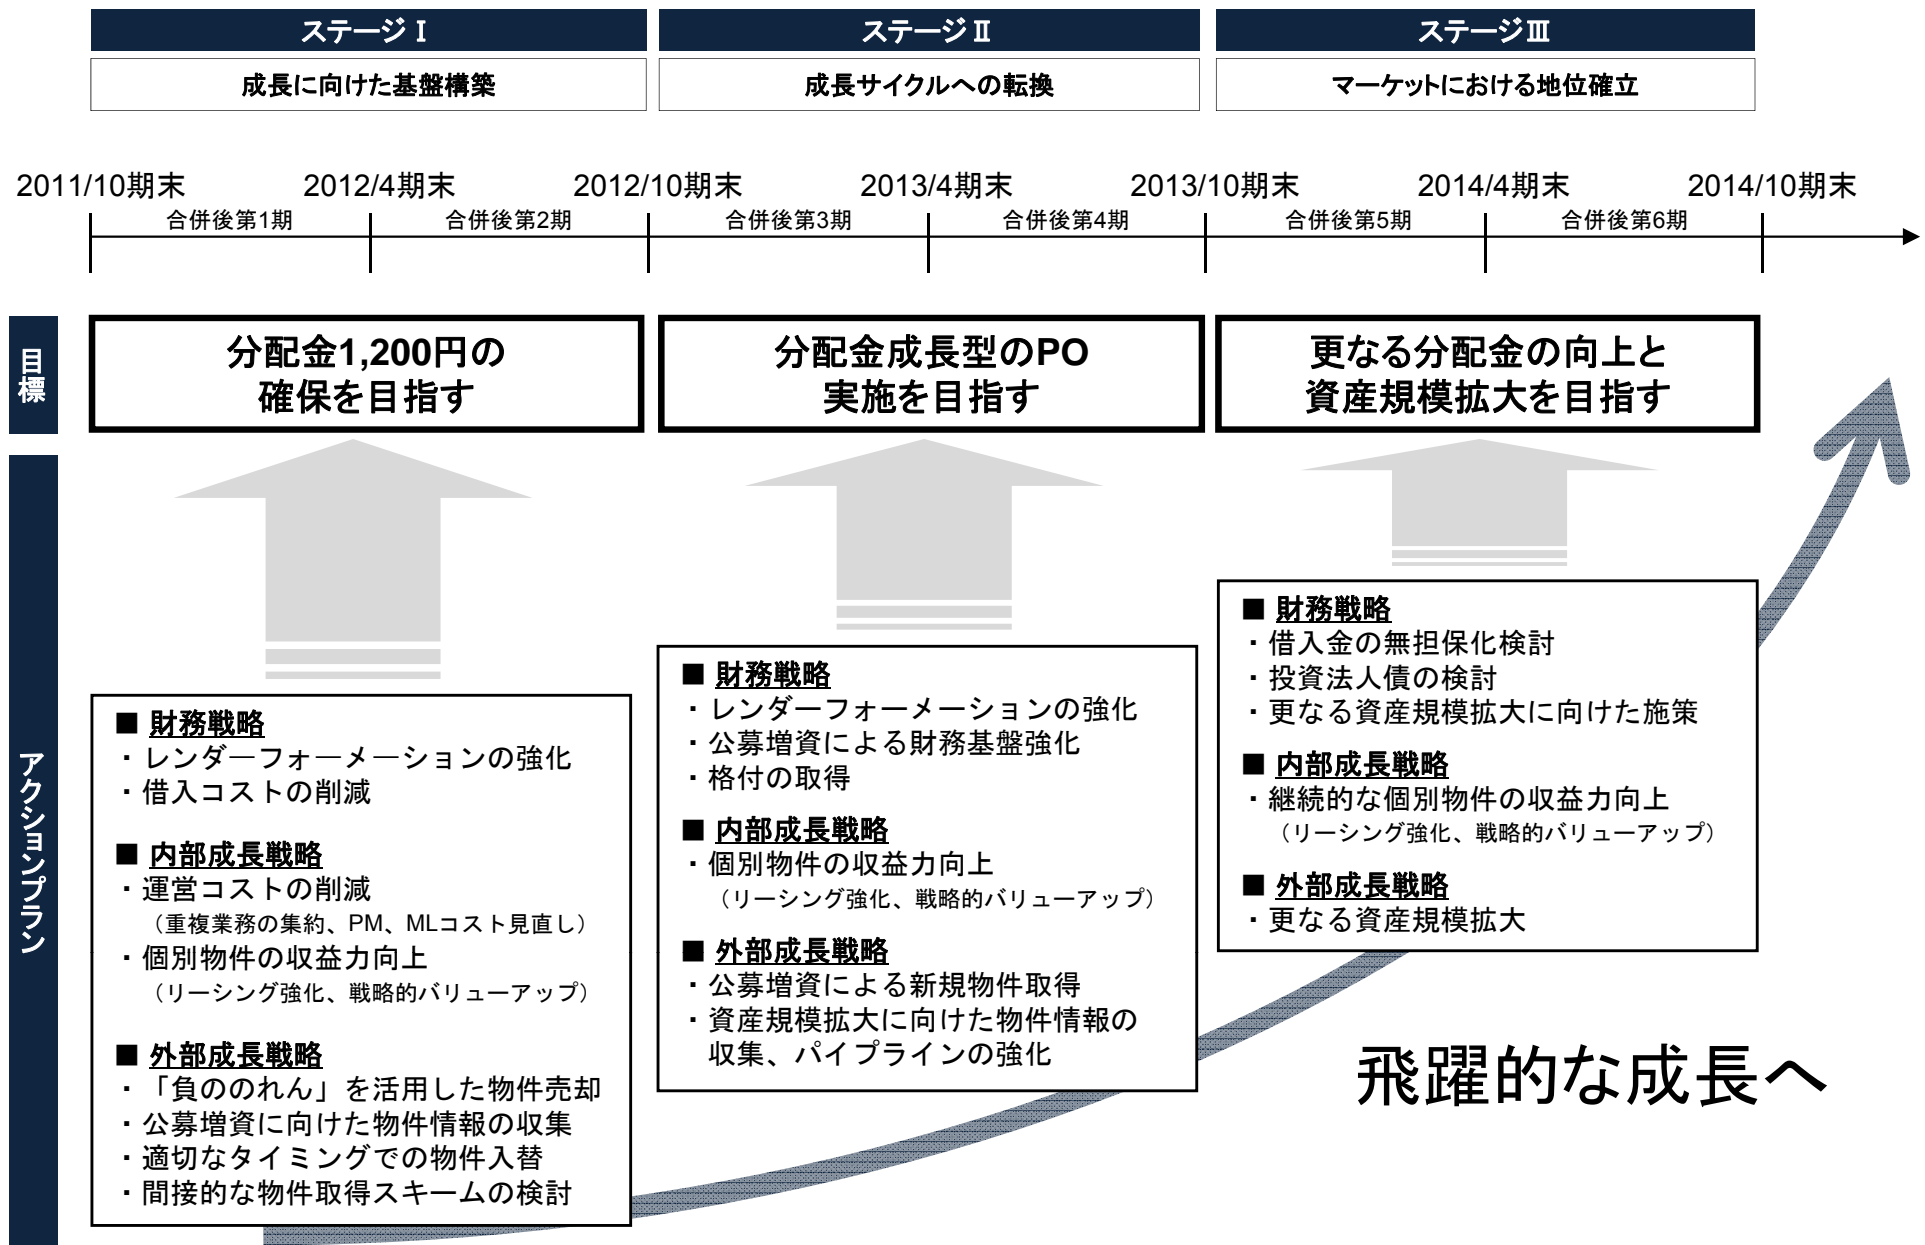 ステージⅠ
成長に向けた基盤構築
ステージⅡ
成長サイクルへの転換
ステージⅢ
マーケットにおける地位確立
2011/10期末
2012/4期末
2012/10期末
2013/4期末
2013/10期末
2014/4期末
2014/10期末
合併後第1期
合併後第2期
合併後第3期
合併後第4期
合併後第5期
合併後第6期
目標
分配金1,200円の
確保を目指す
分配金成長型のPO
実施を目指す
更なる分配金の向上と
資産規模拡大を目指す
アクションプラン
■ 財務戦略
・レンダーフォーメーションの強化
・借入コストの削減
■ 内部成長戦略
・運営コストの削減
（重複業務の集約、PM、MLコスト見直し）
・個別物件の収益力向上
（リーシング強化、戦略的バリューアップ）
■ 外部成長戦略
・「負ののれん」を活用した物件売却
・公募増資に向けた物件情報の収集
・適切なタイミングでの物件入替
・間接的な物件取得スキームの検討
■ 財務戦略
・レンダーフォーメーションの強化
・公募増資による財務基盤強化
・格付の取得
■ 内部成長戦略
・個別物件の収益力向上
（リーシング強化、戦略的バリューアップ）
■ 外部成長戦略
・公募増資による新規物件取得
・資産規模拡大に向けた物件情報の
収集、パイプラインの強化
■ 財務戦略
・借入金の無担保化検討
・投資法人債の検討
・更なる資産規模拡大に向けた施策
■ 内部成長戦略
・継続的な個別物件の収益力向上
（リーシング強化、戦略的バリューアップ）
■ 外部成長戦略
・更なる資産規模拡大
飛躍的な成長へ